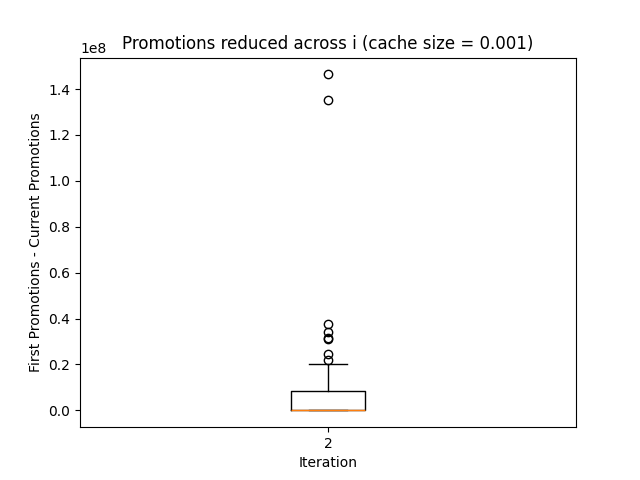 Promotions reduced across i (cache size = 0.001)
1e8
1.4
1.2
1.0
0.8
0.6
0.4
0.2
0.0
First Promotions - Current Promotions
2
Iteration